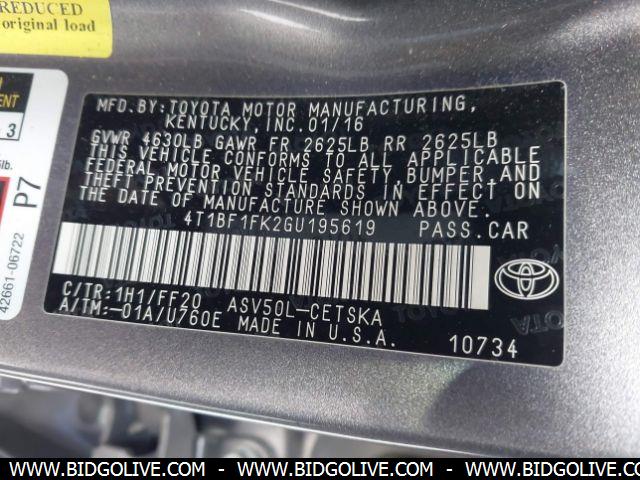 REDUCED
original load
ENT
3
lb.
P7
42661-06722
MFD.BY:TOYOTA MOTOR MANUFACTURING,
KENTUCKY, INC.01/16
GVWR 4630LB GAWR FR 2625LB RR 2625LB
THIS VEHICLE CONFORMS TO ALL APPLICABLE
FEDERAL MOTOR VEHICLE SAFETY, BUMPER, AND
THEFT PREVENTION STANDARDS IN EFFECT ON
THE DATE OF MANUFACTURE SHOWN ABOVE.
4T1BF1FK2GU195619 PASS.CAR
C/TR:1H1/FF20 ASV50L-CETSKA
A/TM:-01A/U760E MADE IN U.S.A.
10734
WWW.BIDGOLIVE.COM - WWW.BIDGOLIVE.COM - WWW.BIDGOLIVE.COM